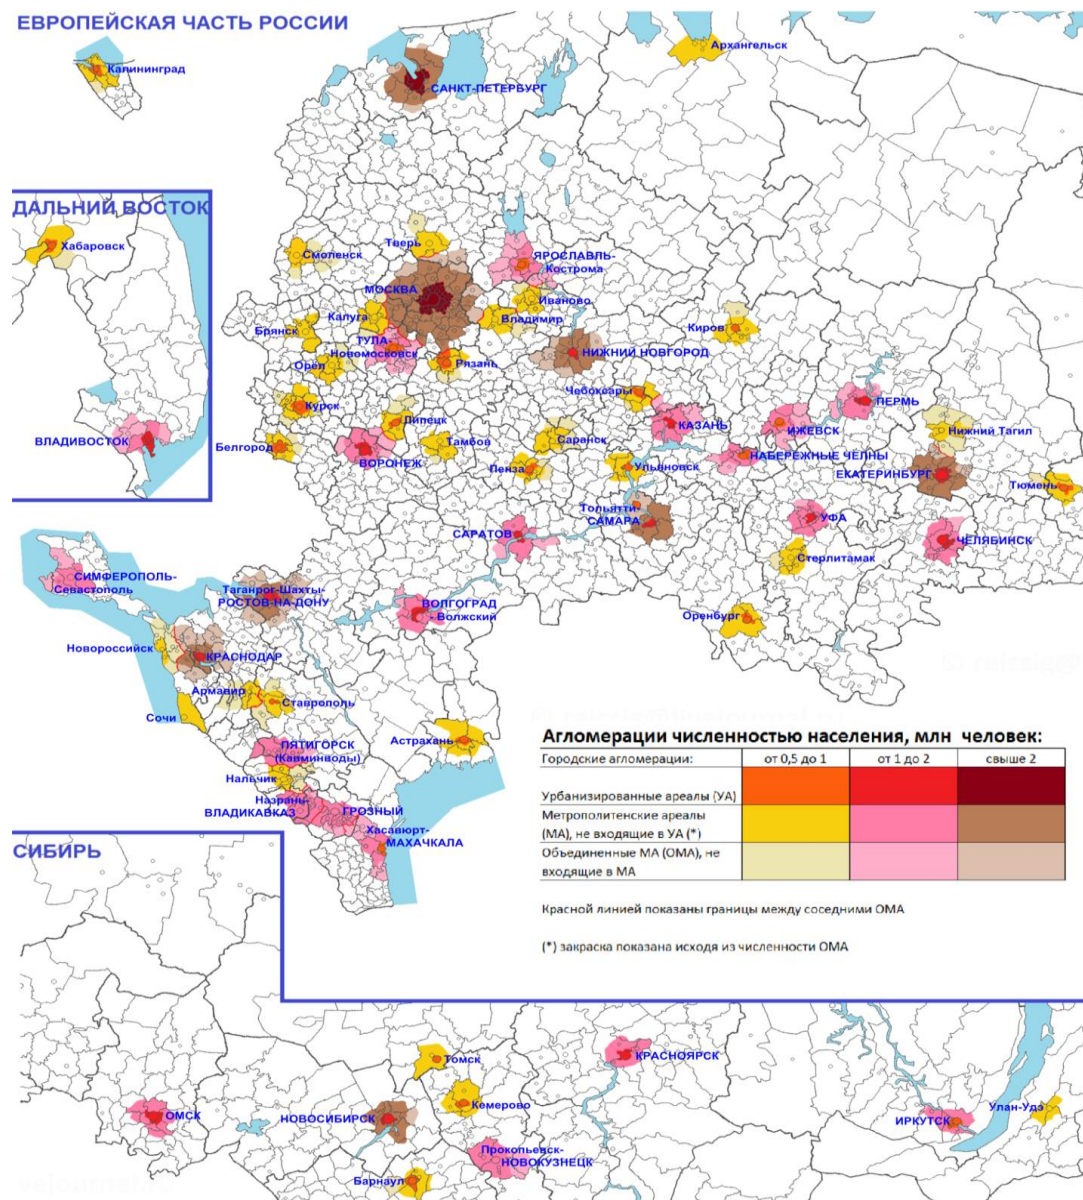 ЕВРОПЕЙСКАЯ ЧАСТЬ РОССИИ
Калининград
САНКТ-ПЕТЕРБУРГ
Архангельск
ДАЛЬНИЙ ВОСТОК
Хабаровск
ВЛАДИВОСТОК
Смоленск
Тверь
ЯРОСЛАВЛЬ-
Кострома
МОСКВА
Иваново
Калуга
Владимир
Брянск
ТУЛА-
Новомосковск
НИЖНИЙ НОВГОРОД
Киров
Орёл
Рязань
Чебоксары
ПЕРМЬ
Курск
Липецк
КАЗАНЬ
ИЖЕВСК
Нижний Тагил
Белгород
Тамбов
Саранск
ВОРОНЕЖ
НАБЕРЕЖНЫЕ ЧЕЛНЫ
Пенза
Ульяновск
ЕКАТЕРИНБУРГ
Тюмень
Тольятти-
САМАРА
УФА
САРАТОВ
ЧЕЛЯБИНСК
Стерлитамак
СИМФЕРОПОЛЬ-
Севастополь
Таганрог-Шахты-
РОСТОВ-НА-ДОНУ
ВОЛГОГРАД
- Волжский
Оренбург
Новороссийск
КРАСНОДАР
Армавир
Ставрополь
Сочи
Астрахань
ПЯТИГОРСК
(Кавминводы)
Нальчик
Назрань-
ВЛАДИКАВКАЗ
ГРОЗНЫЙ
Хасавюрт-
МАХАЧКАЛА
Агломерации численностью населения, млн человек:
Городские агломерации: от 0,5 до 1 от 1 до 2 свыше 2
Урбанизированные ареалы (УА)
Метрополитенские ареалы
(МА), не входящие в УА (*)
Объединенные МА (ОМА), не
входящие в МА
Красной линией показаны границы между соседними ОМА
(*) закраска показана исходя из численности ОМА
СИБИРЬ
Томск
КРАСНОЯРСК
Кемерово
ОМСК
НОВОСИБИРСК
ИРКУТСК
Улан-Удэ
Прокопьевск-
НОВОКУЗНЕЦК
Барнаул